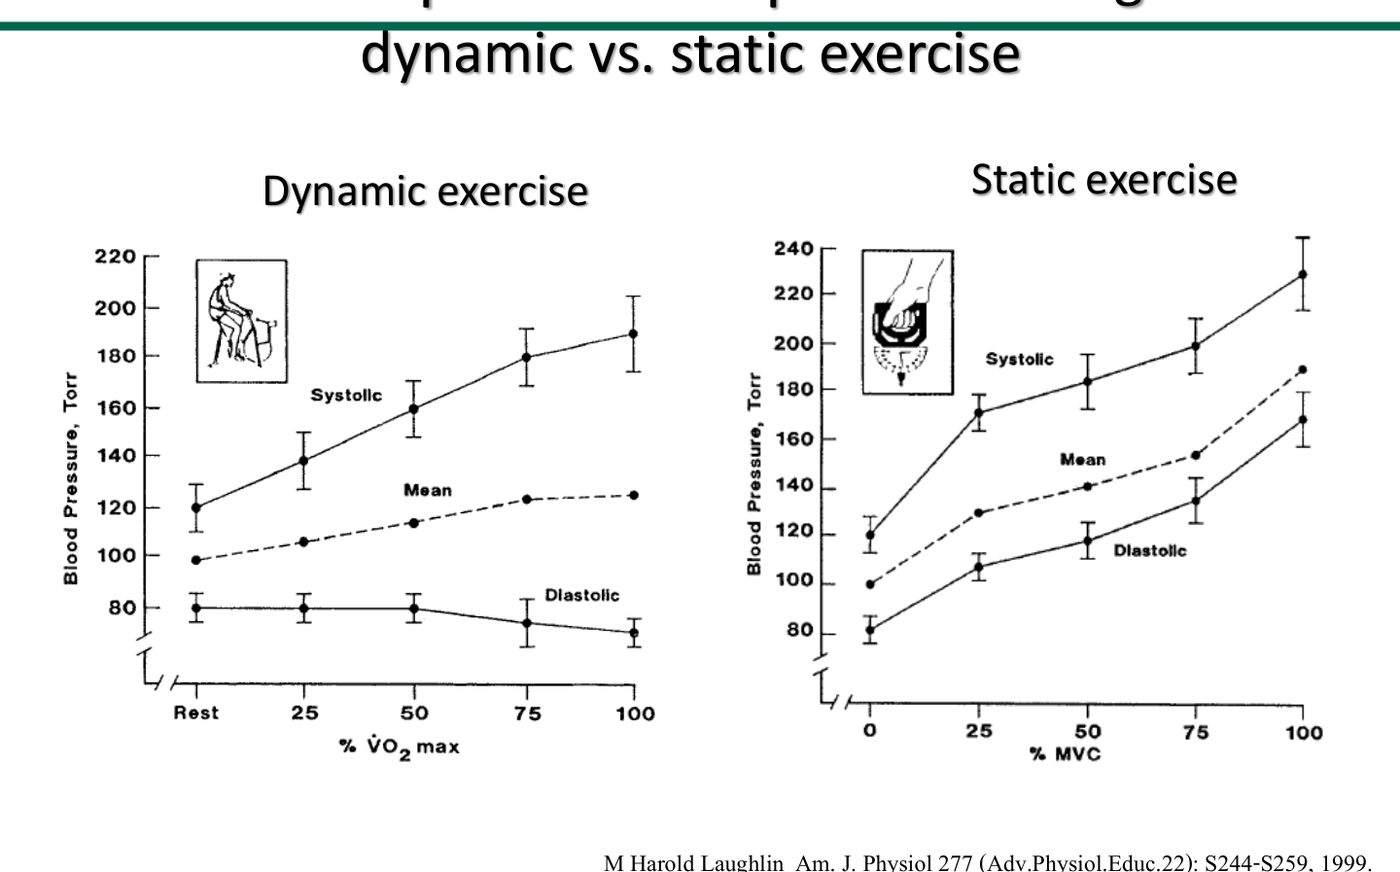 dynamic vs. static exercise
Dynamic exercise
Static exercise
220
200
180
160
140
120
100
80
Blood Pressure, Torr
Systolic
Mean
Diastolic
Rest 25 50 75 100
% V̇O2 max
240
220
200
180
160
140
120
100
80
Blood Pressure, Torr
Systolic
Mean
Diastolic
0 25 50 75 100
% MVC
M Harold Laughlin Am. J. Physiol 277 (Adv.Physiol.Educ.22): S244-S259, 1999.